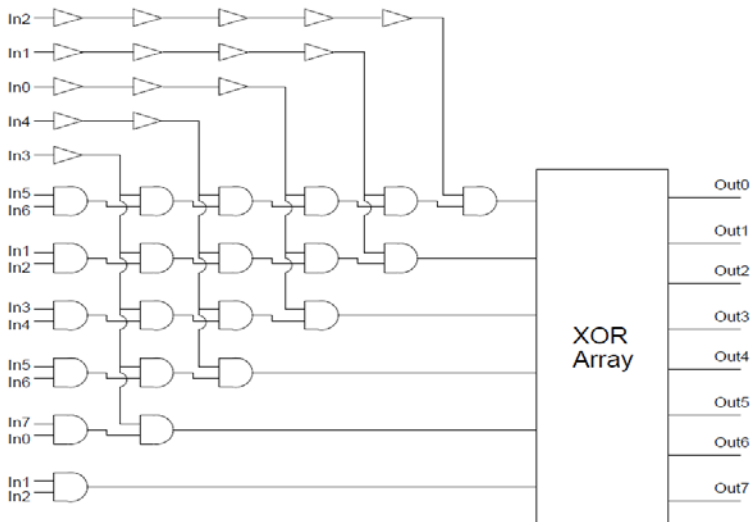 In2
In1
In0
In4
In3
In5
In6
In1
In2
In3
In4
In5
In6
In7
In0
In1
In2
XOR
Array
Out0
Out1
Out2
Out3
Out4
Out5
Out6
Out7